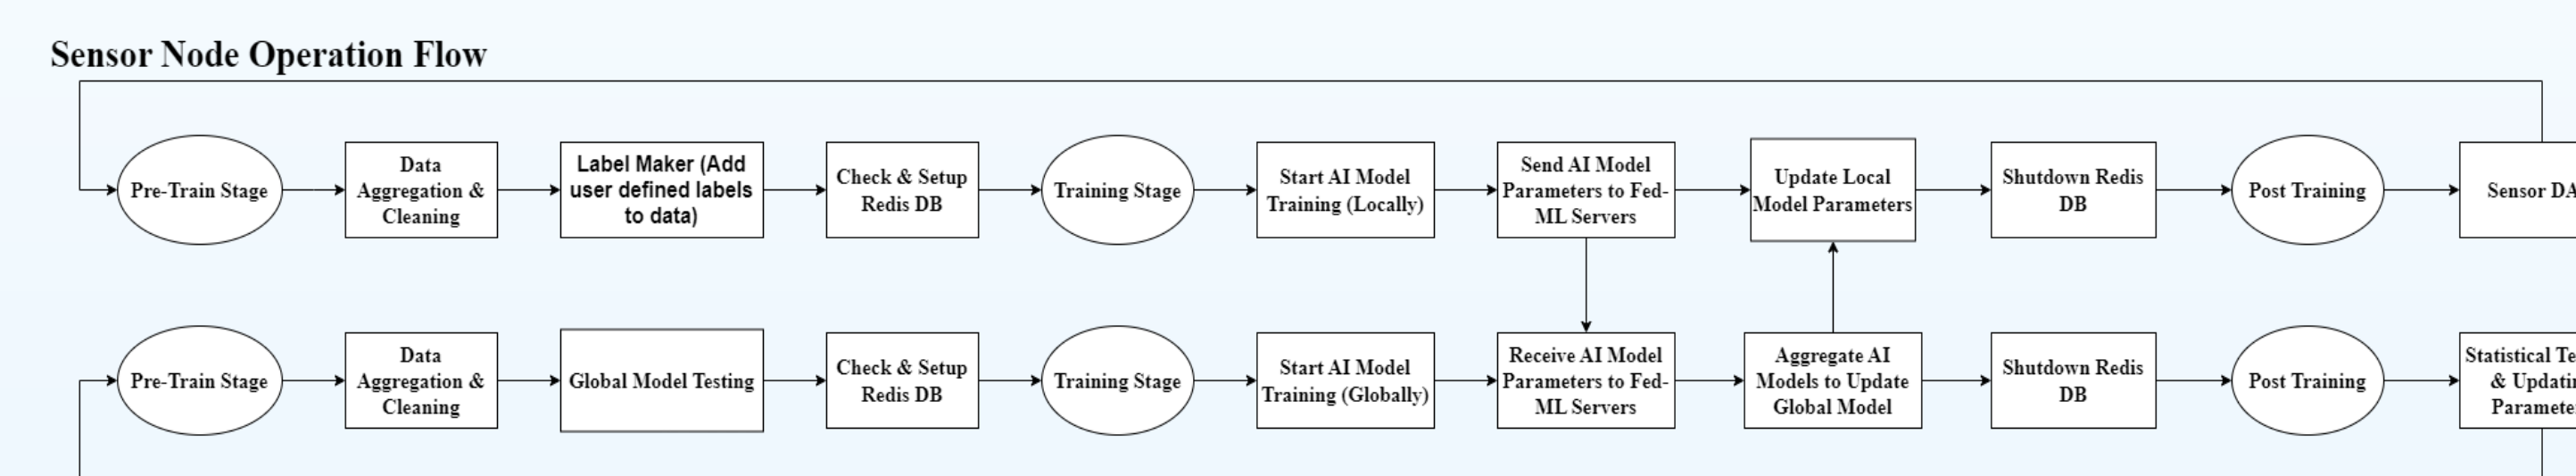 Sensor Node Operation Flow
Pre-Train Stage
Data
Aggregation &
Cleaning
Label Maker (Add
user defined labels
to data)
Check & Setup
Redis DB
Training Stage
Start AI Model
Training (Locally)
Send AI Model
Parameters to Fed-
ML Servers
Update Local
Model Parameters
Shutdown Redis
DB
Post Training
Sensor
Pre-Train Stage
Data
Aggregation &
Cleaning
Global Model Testing
Check & Setup
Redis DB
Training Stage
Start AI Model
Training (Globally)
Receive AI Model
Parameters to Fed-
ML Servers
Aggregate AI
Models to Update
Global Model
Shutdown Redis
DB
Post Training
Statistical
&